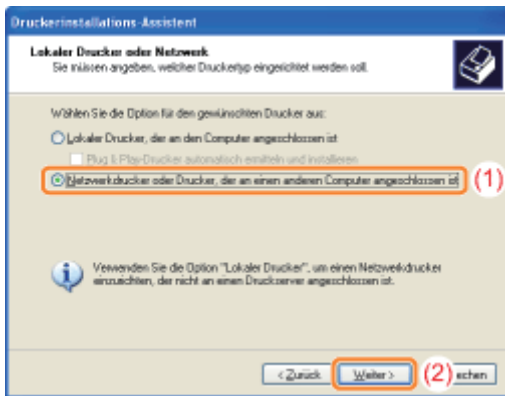 Druckerinstallations-Assistent
Lokaler Drucker oder Netzwerk
Sie müssen angeben, welcher Druckertyp eingerichtet werden soll.
Wählen Sie die Option für den gewünschten Drucker aus:
Lokaler Drucker, der an den Computer angeschlossen ist
Plug & Play-Drucker automatisch ermitteln und installieren
Netzwerkdrucker oder Drucker, der an einen anderen Computer angeschlossen ist
(1)
Verwenden Sie die Option "Lokaler Drucker", um einen Netzwerkdrucker
einzurichten, der nicht an einen Druckserver angeschlossen ist.
< Zurück
Weiter >
(2)
echen